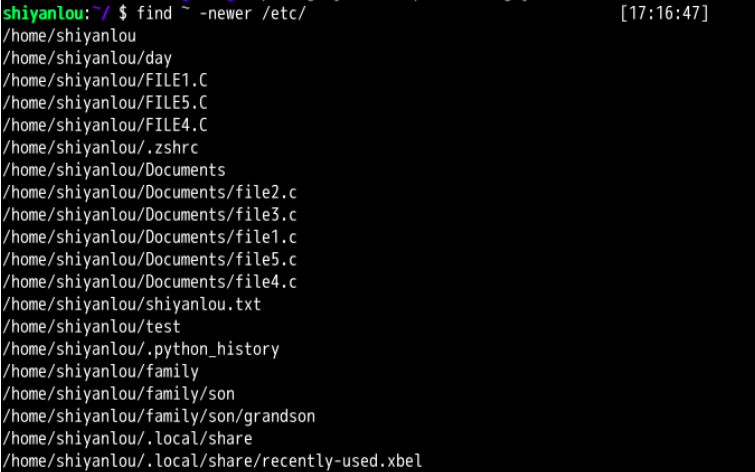 shiyanlou:~/ $ find ~ -newer /etc/ [17:16:47]
/home/shiyanlou
/home/shiyanlou/day
/home/shiyanlou/FILE1.C
/home/shiyanlou/FILE5.C
/home/shiyanlou/FILE4.C
/home/shiyanlou/.zshrc
/home/shiyanlou/Documents
/home/shiyanlou/Documents/file2.c
/home/shiyanlou/Documents/file3.c
/home/shiyanlou/Documents/file1.c
/home/shiyanlou/Documents/file5.c
/home/shiyanlou/Documents/file4.c
/home/shiyanlou/shiyanlou.txt
/home/shiyanlou/test
/home/shiyanlou/.python_history
/home/shiyanlou/family
/home/shiyanlou/family/son
/home/shiyanlou/family/son/grandson
/home/shiyanlou/.local/share
/home/shiyanlou/.local/share/recently-used.xbel